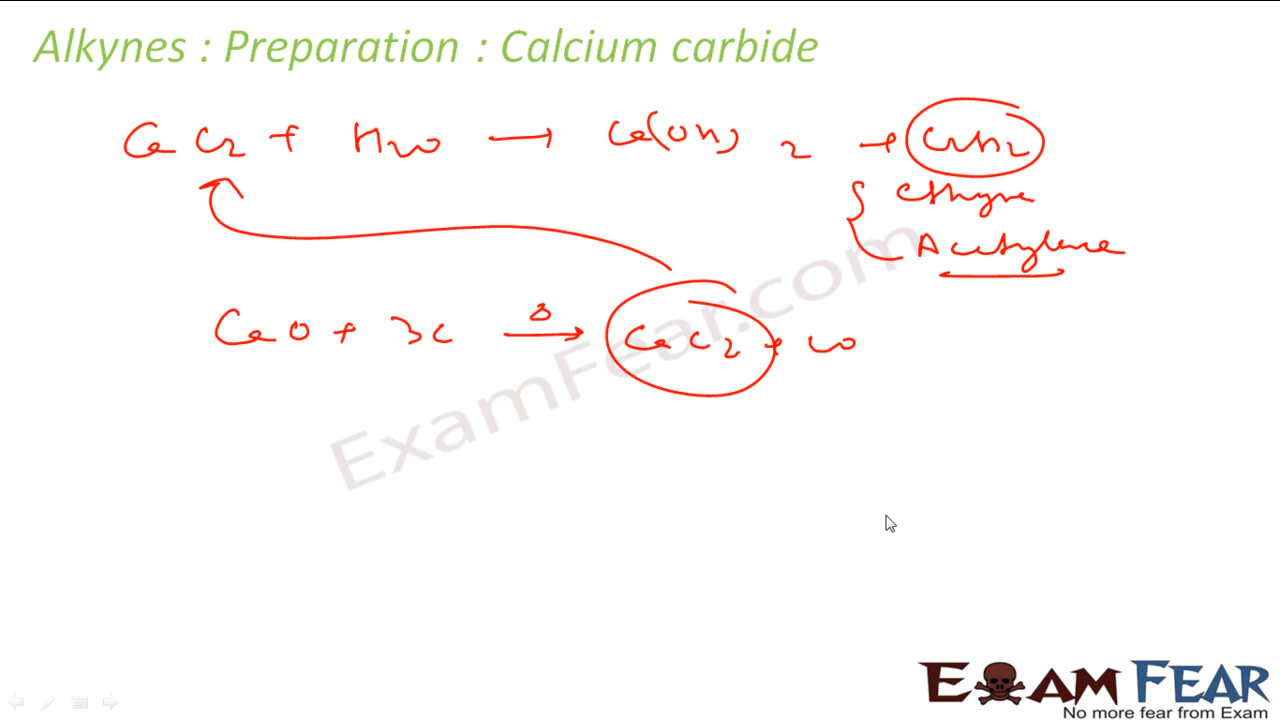 Alkynes : Preparation : Calcium carbide
CaC2 + H2O → Ca(OH)2 + C2H2
Ethyne
Acetylene
CaO + 3C →Δ CaC2 + CO
ExamFear.com
EXAM FEAR
No more fear from Exam